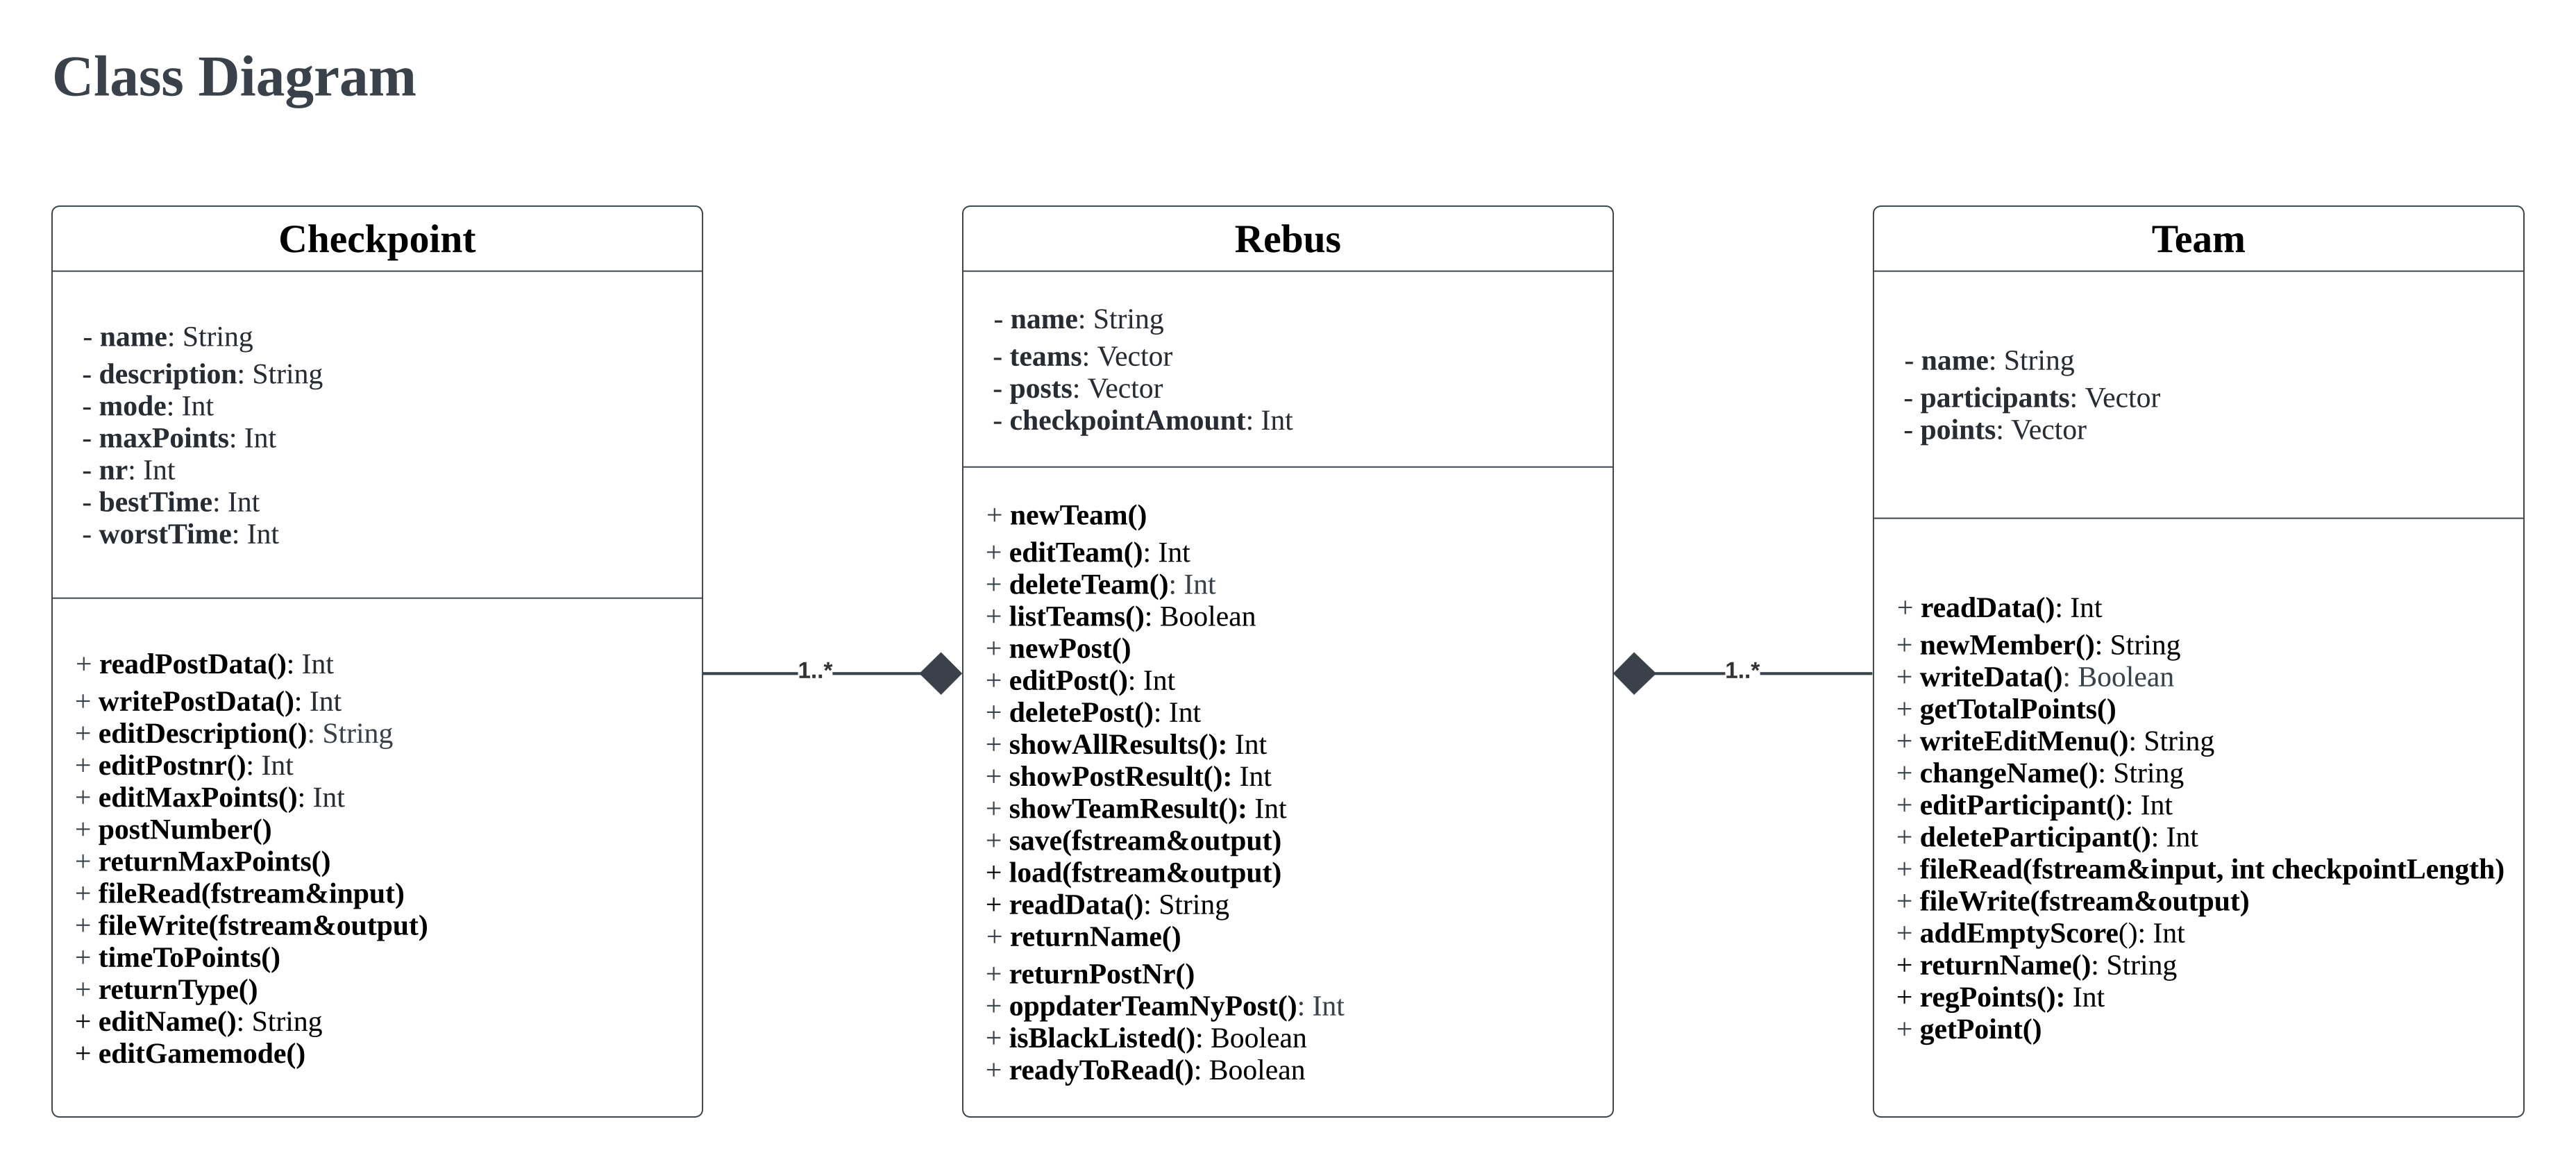 Class Diagram
Checkpoint
- name: String
- description: String
- mode: Int
- maxPoints: Int
- nr: Int
- bestTime: Int
- worstTime: Int
+ readPostData(): Int
+ writePostData(): Int
+ editDescription(): String
+ editPostnr(): Int
+ editMaxPoints(): Int
+ postNumber()
+ returnMaxPoints()
+ fileRead(fstream&input)
+ fileWrite(fstream&output)
+ timeToPoints()
+ returnType()
+ editName(): String
+ editGamemode()
1..*
Rebus
- name: String
- teams: Vector
- posts: Vector
- checkpointAmount: Int
+ newTeam()
+ editTeam(): Int
+ deleteTeam(): Int
+ listTeams(): Boolean
+ newPost()
+ editPost(): Int
+ deletePost(): Int
+ showAllResults(): Int
+ showPostResult(): Int
+ showTeamResult(): Int
+ save(fstream&output)
+ load(fstream&output)
+ readData(): String
+ returnName()
+ returnPostNr()
+ oppdaterTeamNyPost(): Int
+ isBlackListed(): Boolean
+ readyToRead(): Boolean
1..*
Team
- name: String
- participants: Vector
- points: Vector
+ readData(): Int
+ newMember(): String
+ writeData(): Boolean
+ getTotalPoints()
+ writeEditMenu(): String
+ changeName(): String
+ editParticipant(): Int
+ deleteParticipant(): Int
+ fileRead(fstream&input, int checkpointLength)
+ fileWrite(fstream&output)
+ addEmptyScore(): Int
+ returnName(): String
+ regPoints(): Int
+ getPoint()